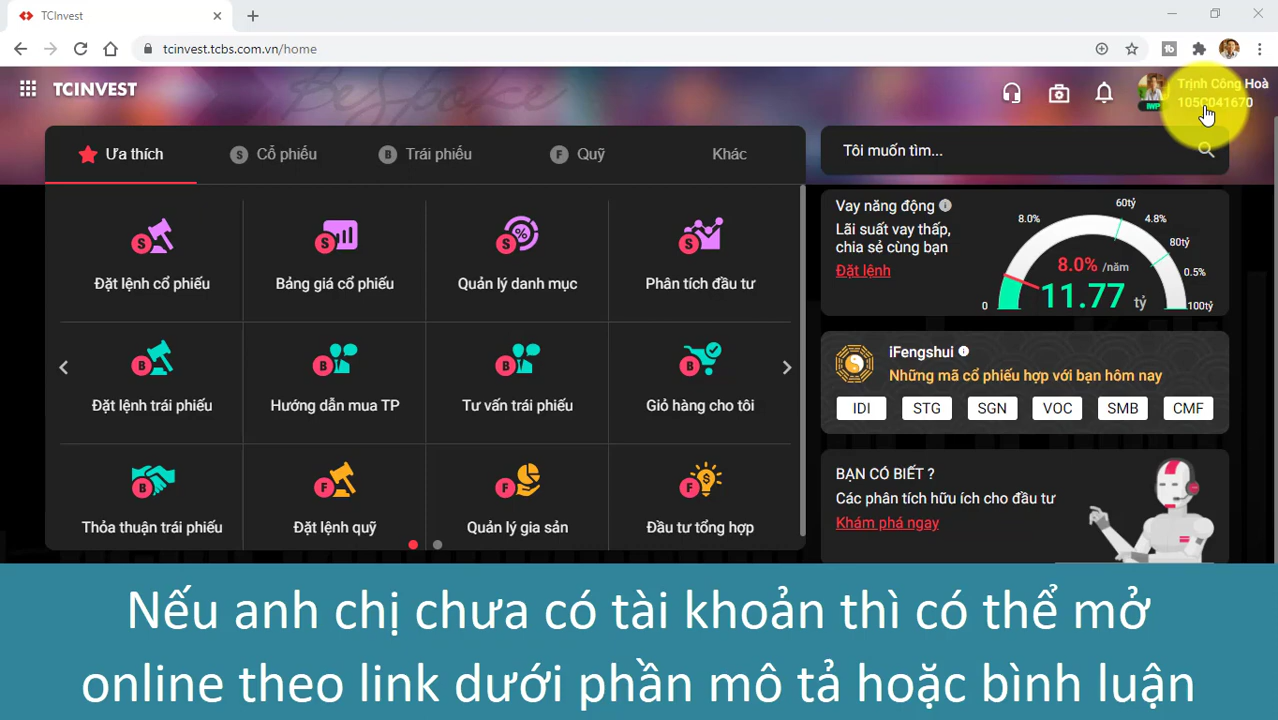 TCInvest
tcinvest.tcbs.com.vn/home
TCINVEST
Trịnh Công Hoà
IWP
105C041670
Ưa thích
S Cổ phiếu
B Trái phiếu
F Quỹ
Khác
Tôi muốn tìm...
S
S
S
S
Đặt lệnh cổ phiếu
Bảng giá cổ phiếu
Quản lý danh mục
Phân tích đầu tư
B
B
B
B
Đặt lệnh trái phiếu
Hướng dẫn mua TP
Tư vấn trái phiếu
Giỏ hàng cho tôi
B
F
F
F
Thỏa thuận trái phiếu
Đặt lệnh quỹ
Quản lý gia sản
Đầu tư tổng hợp
Vay năng động
Lãi suất vay thấp,
chia sẻ cùng bạn
Đặt lệnh
60tỷ
8.0%
4.8%
80tỷ
8.0% /năm
0.5%
11.77 tỷ
0
100tỷ
iFengshui
Những mã cổ phiếu hợp với bạn hôm nay
IDI STG SGN VOC SMB CMF
BẠN CÓ BIẾT ?
Các phân tích hữu ích cho đầu tư
Khám phá ngay
Nếu anh chị chưa có tài khoản thì có thể mở
online theo link dưới phần mô tả hoặc bình luận